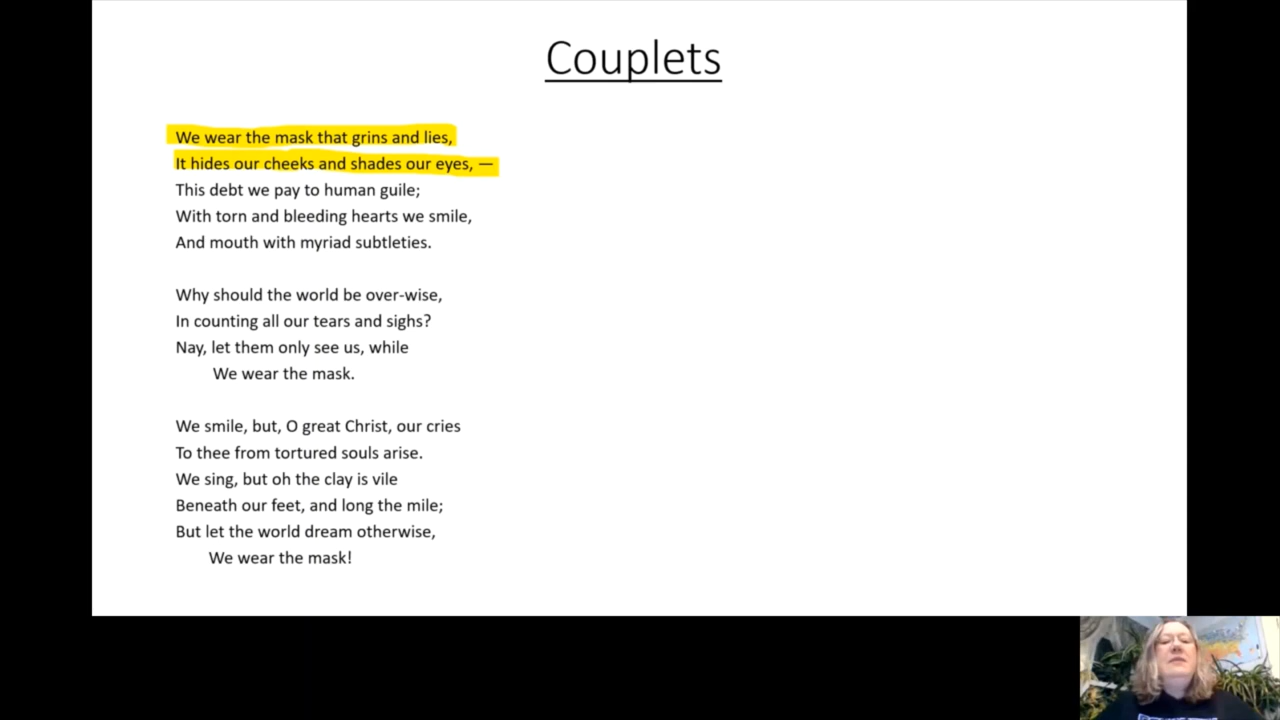 Couplets
We wear the mask that grins and lies,
It hides our cheeks and shades our eyes, —
This debt we pay to human guile;
With torn and bleeding hearts we smile,
And mouth with myriad subtleties.
Why should the world be over-wise,
In counting all our tears and sighs?
Nay, let them only see us, while
We wear the mask.
We smile, but, O great Christ, our cries
To thee from tortured souls arise.
We sing, but oh the clay is vile
Beneath our feet, and long the mile;
But let the world dream otherwise,
We wear the mask!